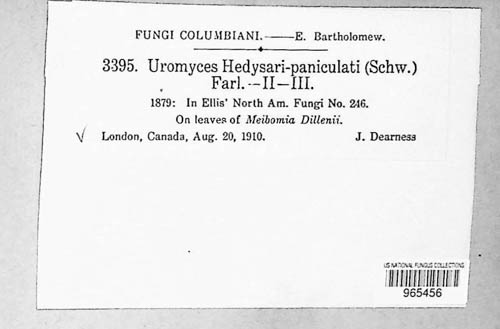 FUNGI COLUMBIANI.——E. Bartholomew.
3395. Uromyces Hedysari-paniculati (Schw.)
Farl.—II—III.
1879: In Ellis' North Am. Fungi No. 246.
On leaves of Meibomia Dillenii.
√ London, Canada, Aug. 20, 1910. J. Dearness
US NATIONAL FUNGUS COLLECTIONS
965456